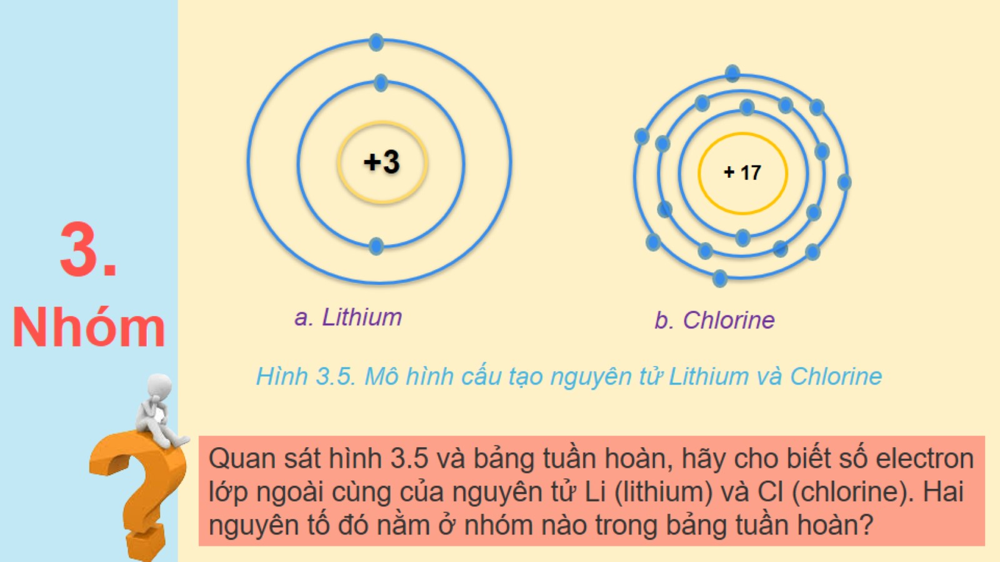 3.
Nhóm
+3
+ 17
a. Lithium
b. Chlorine
Hình 3.5. Mô hình cấu tạo nguyên tử Lithium và Chlorine
Quan sát hình 3.5 và bảng tuần hoàn, hãy cho biết số electron
lớp ngoài cùng của nguyên tử Li (lithium) và Cl (chlorine). Hai
nguyên tố đó nằm ở nhóm nào trong bảng tuần hoàn?